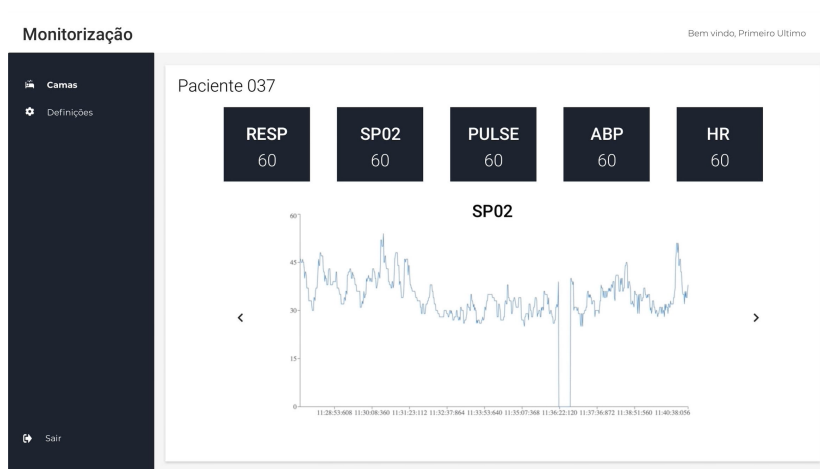 Monitorização
Bem vindo, Primeiro Ultimo
Camas
Definições
Sair
Paciente 037
RESP
60
SP02
60
PULSE
60
ABP
60
HR
60
SP02
60
45
30
15
0
11:28:53:608 11:30:08:360 11:31:23:112 11:32:37:864 11:33:53:640 11:35:07:368 11:36:22:120 11:37:36:872 11:38:51:560 11:40:38:056